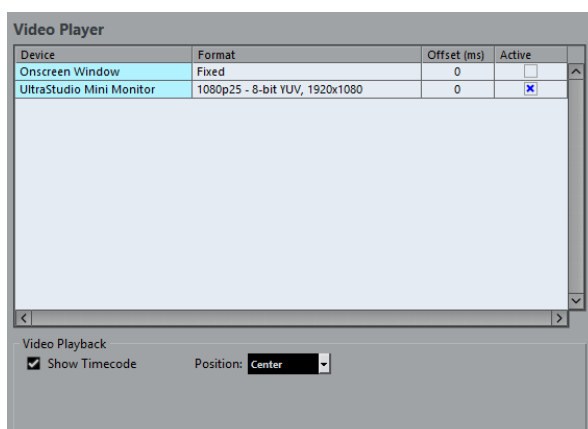 Video Player
Device Format Offset (ms) Active
Onscreen Window Fixed 0
UltraStudio Mini Monitor 1080p25 - 8-bit YUV, 1920x1080 0
Video Playback
Show Timecode Position: Center